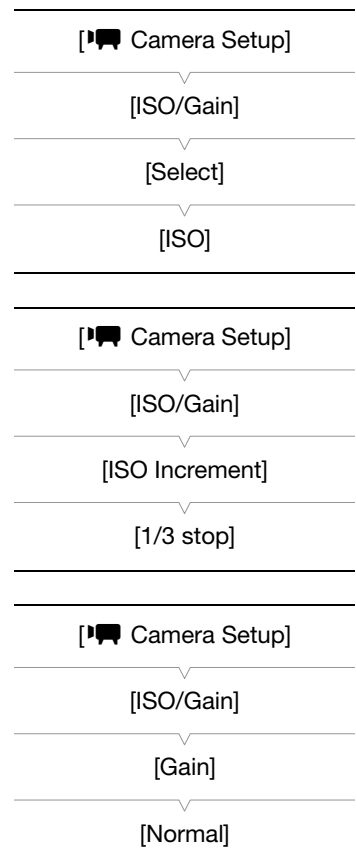 [ Camera Setup]
[ISO/Gain]
[Select]
[ISO]
[ Camera Setup]
[ISO/Gain]
[ISO Increment]
[1/3 stop]
[ Camera Setup]
[ISO/Gain]
[Gain]
[Normal]